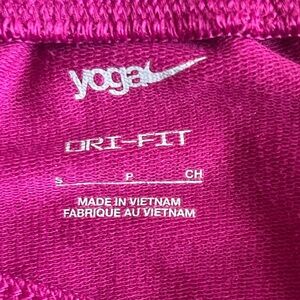 yoga
DRI-FIT
S P CH
MADE IN VIETNAM
FABRIQUE AU VIETNAM